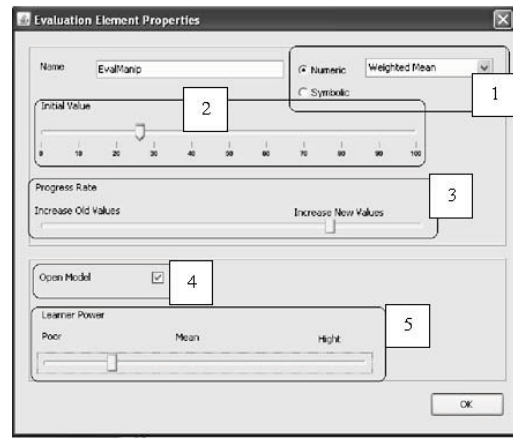 Evaluation Element Properties
Name EvalManip Numeric Weighted Mean
Symbolic
1
Initial Value 2
0 10 20 30 40 50 60 70 80 90 100
Progress Rate
Increase Old Values Increase New Values
3
Open Model 4
Learner Power
Poor Mean Hight
5
OK